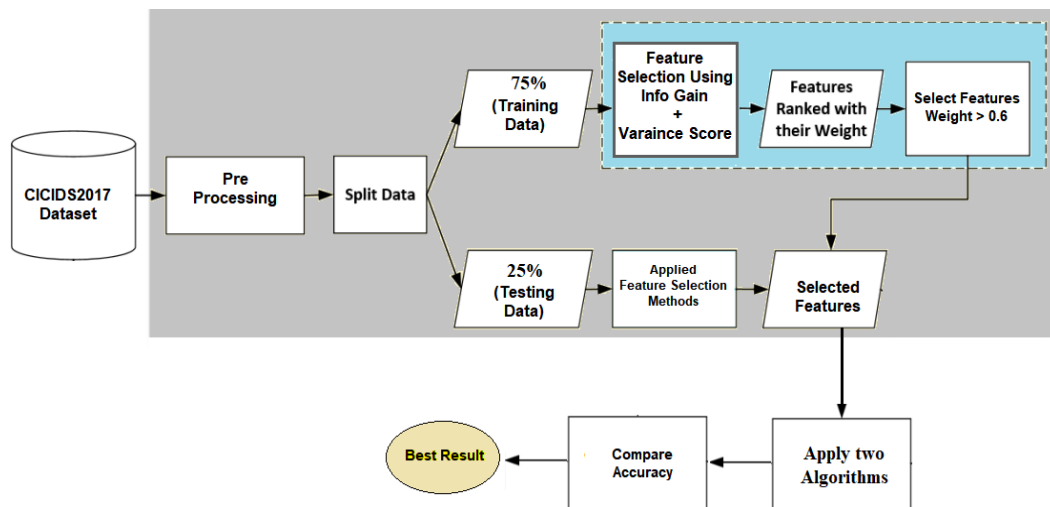 CICIDS2017
Dataset
Pre
Processing
Split Data
75%
(Training
Data)
Feature
Selection Using
Info Gain
+
Varaince Score
Features
Ranked with
their Weight
Select Features
Weight > 0.6
25%
(Testing
Data)
Applied
Feature Selection
Methods
Selected
Features
Apply two
Algorithms
Compare
Accuracy
Best Result